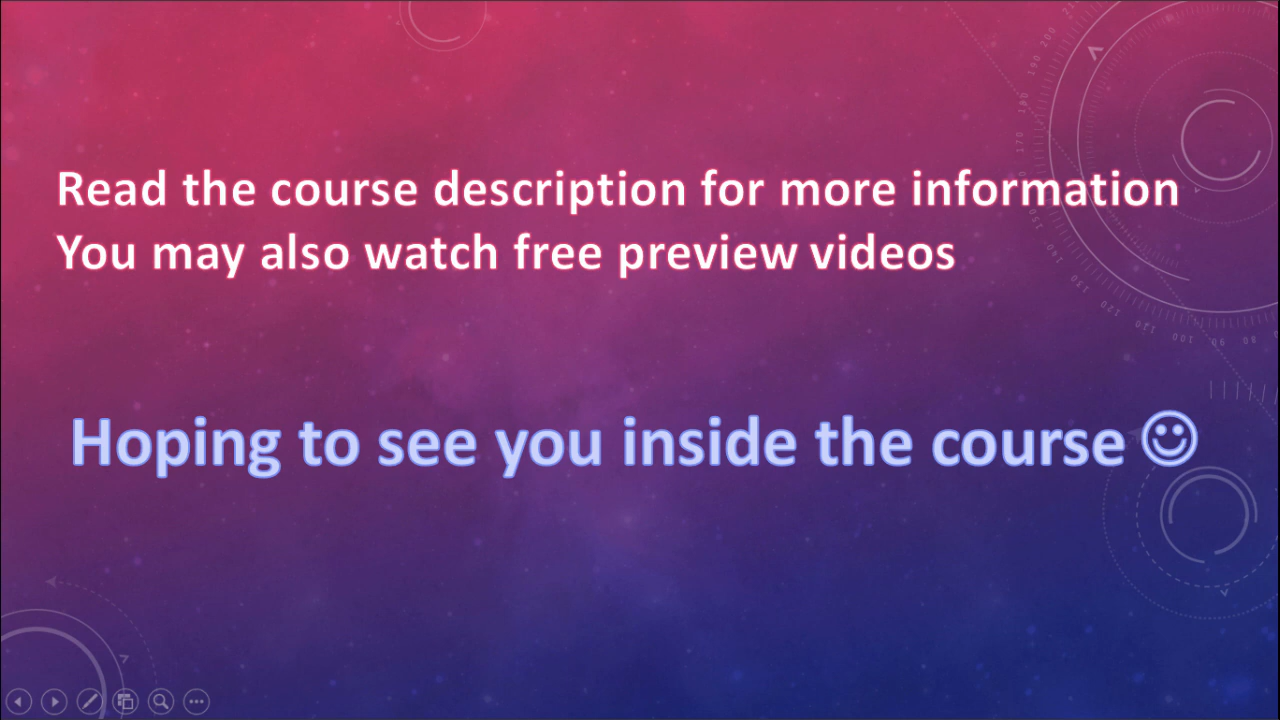 Read the course description for more information
You may also watch free preview videos
Hoping to see you inside the course ☺